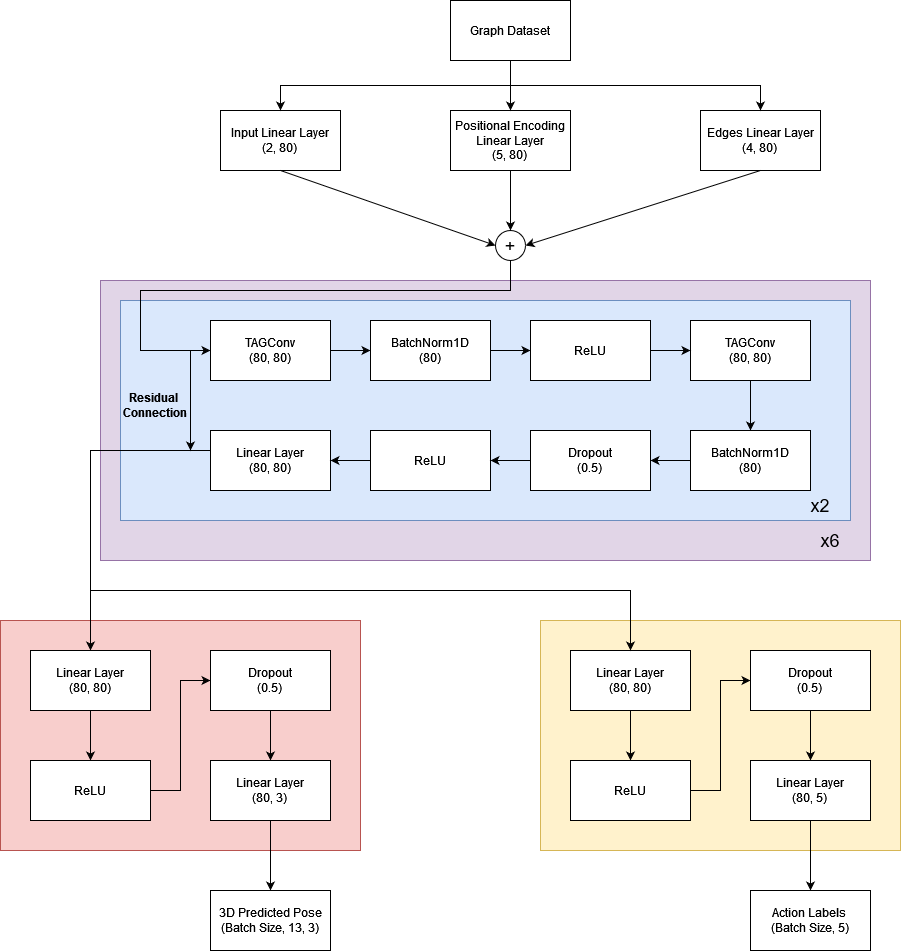 Graph Dataset
Input Linear Layer
(2, 80)
Positional Encoding
Linear Layer
(5, 80)
Edges Linear Layer
(4, 80)
+
TAGConv
(80, 80)
BatchNorm1D
(80)
ReLU
TAGConv
(80, 80)
Residual
Connection
Linear Layer
(80, 80)
ReLU
Dropout
(0.5)
BatchNorm1D
(80)
x2
x6
Linear Layer
(80, 80)
Dropout
(0.5)
ReLU
Linear Layer
(80, 3)
3D Predicted Pose
(Batch Size, 13, 3)
Linear Layer
(80, 80)
Dropout
(0.5)
ReLU
Linear Layer
(80, 5)
Action Labels
(Batch Size, 5)